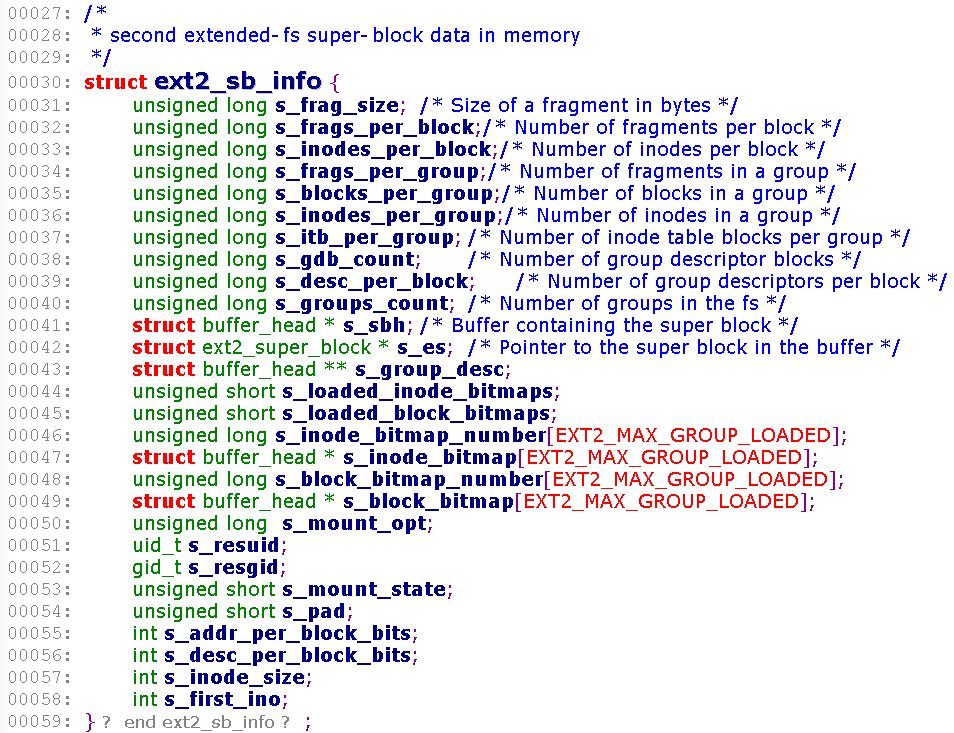 00027: /*
00028:  * second extended-fs super-block data in memory
00029:  */
00030: struct ext2_sb_info {
00031:     unsigned long s_frag_size; /* Size of a fragment in bytes */
00032:     unsigned long s_frags_per_block;/* Number of fragments per block */
00033:     unsigned long s_inodes_per_block;/* Number of inodes per block */
00034:     unsigned long s_frags_per_group;/* Number of fragments in a group */
00035:     unsigned long s_blocks_per_group;/* Number of blocks in a group */
00036:     unsigned long s_inodes_per_group;/* Number of inodes in a group */
00037:     unsigned long s_itb_per_group; /* Number of inode table blocks per group */
00038:     unsigned long s_gdb_count;    /* Number of group descriptor blocks */
00039:     unsigned long s_desc_per_block;    /* Number of group descriptors per block */
00040:     unsigned long s_groups_count; /* Number of groups in the fs */
00041:     struct buffer_head * s_sbh; /* Buffer containing the super block */
00042:     struct ext2_super_block * s_es; /* Pointer to the super block in the buffer */
00043:     struct buffer_head ** s_group_desc;
00044:     unsigned short s_loaded_inode_bitmaps;
00045:     unsigned short s_loaded_block_bitmaps;
00046:     unsigned long s_inode_bitmap_number[EXT2_MAX_GROUP_LOADED];
00047:     struct buffer_head * s_inode_bitmap[EXT2_MAX_GROUP_LOADED];
00048:     unsigned long s_block_bitmap_number[EXT2_MAX_GROUP_LOADED];
00049:     struct buffer_head * s_block_bitmap[EXT2_MAX_GROUP_LOADED];
00050:     unsigned long  s_mount_opt;
00051:     uid_t s_resuid;
00052:     gid_t s_resgid;
00053:     unsigned short s_mount_state;
00054:     unsigned short s_pad;
00055:     int s_addr_per_block_bits;
00056:     int s_desc_per_block_bits;
00057:     int s_inode_size;
00058:     int s_first_ino;
00059: } ? end ext2_sb_info ? ;